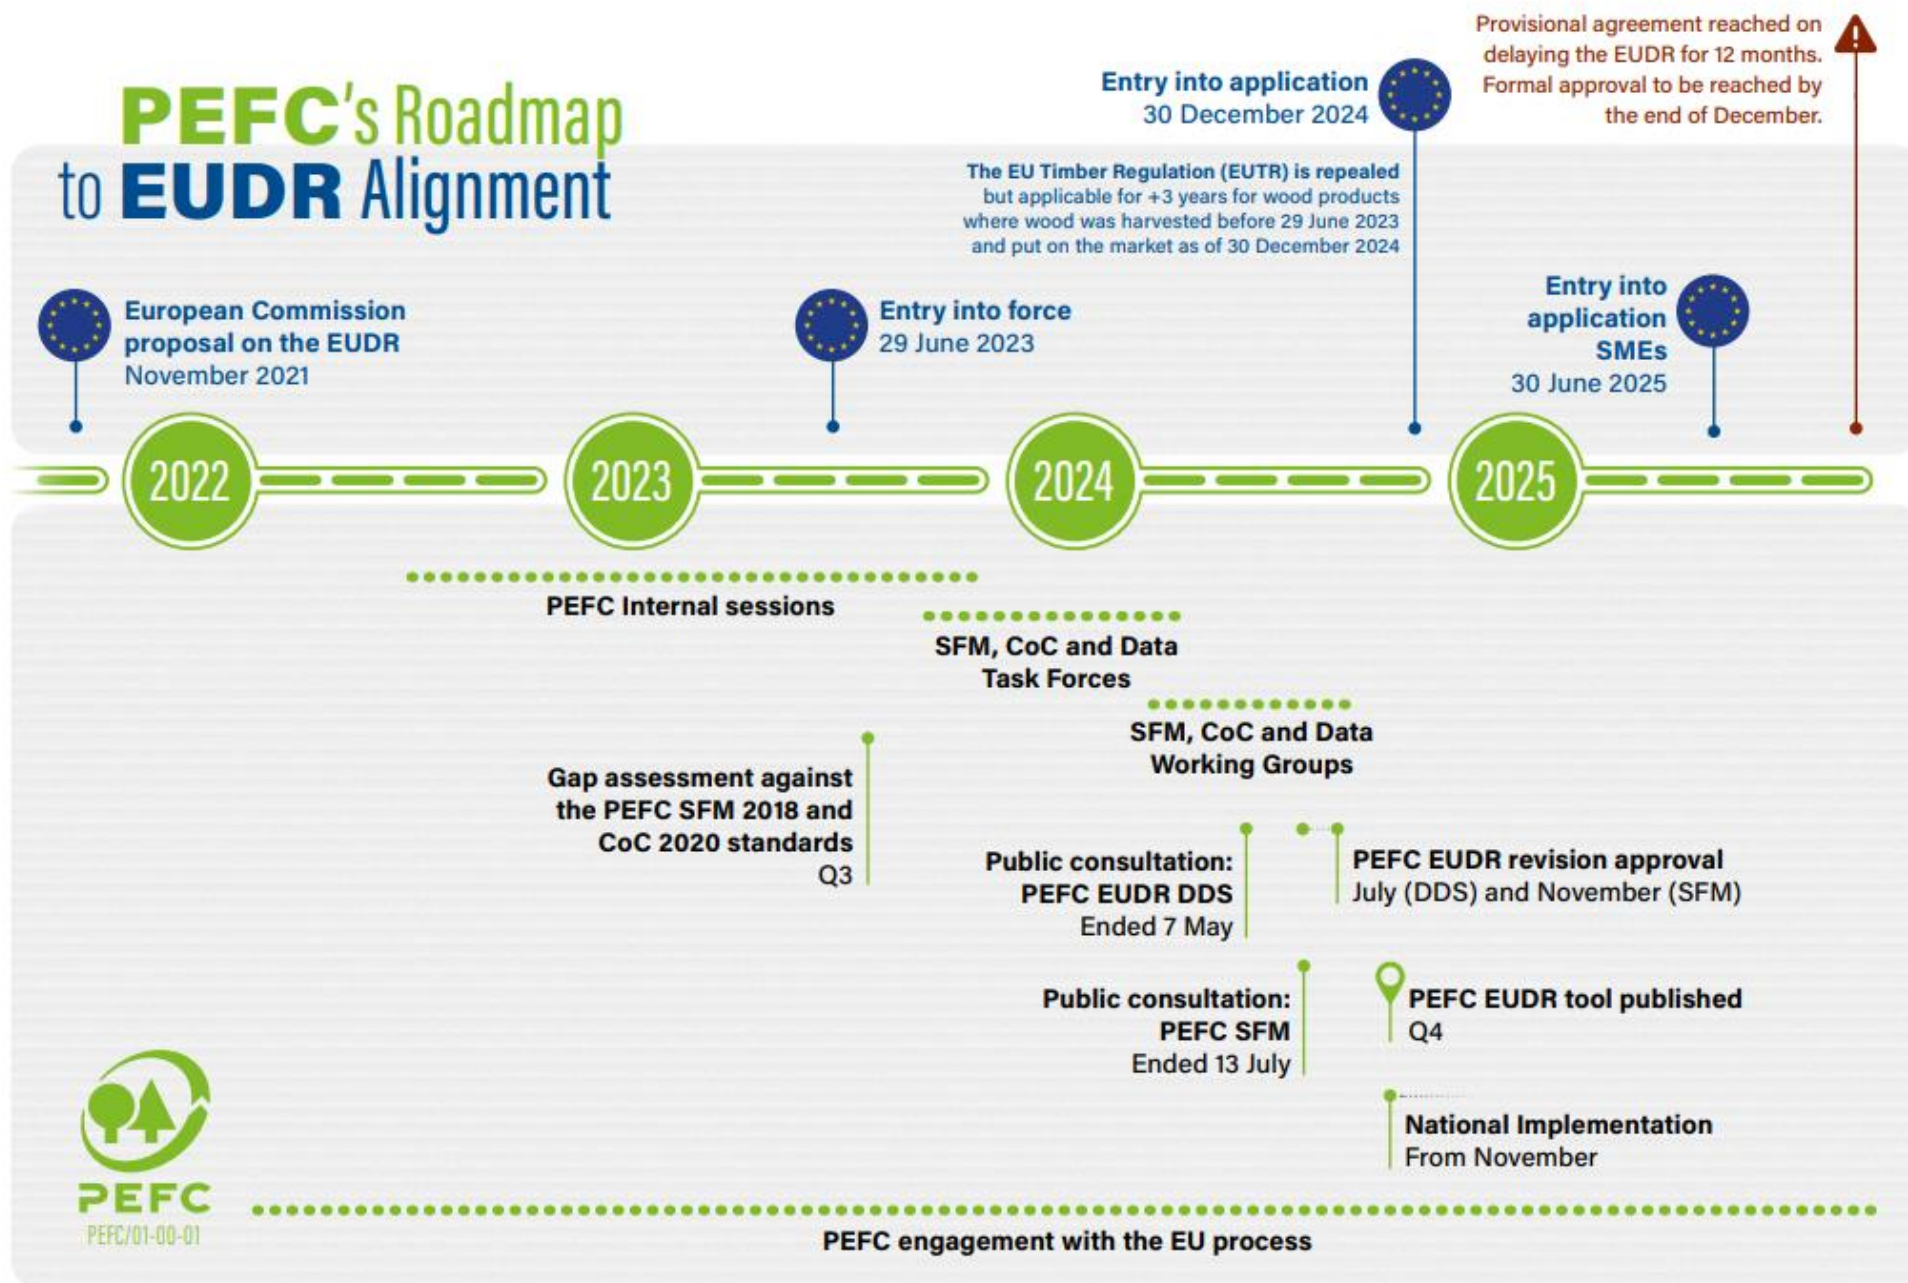 PEFC's Roadmap
to EUDR Alignment
Entry into application
30 December 2024
The EU Timber Regulation (EUTR) is repealed
but applicable for +3 years for wood products
where wood was harvested before 29 June 2023
and put on the market as of 30 December 2024
Provisional agreement reached on
delaying the EUDR for 12 months.
Formal approval to be reached by
the end of December.
European Commission
proposal on the EUDR
November 2021
Entry into force
29 June 2023
Entry into
application
SMEs
30 June 2025
2022
2023
2024
2025
PEFC Internal sessions
SFM, CoC and Data
Task Forces
SFM, CoC and Data
Working Groups
Gap assessment against
the PEFC SFM 2018 and
CoC 2020 standards
Q3
Public consultation:
PEFC EUDR DDS
Ended 7 May
PEFC EUDR revision approval
July (DDS) and November (SFM)
Public consultation:
PEFC SFM
Ended 13 July
PEFC EUDR tool published
Q4
National Implementation
From November
PEFC
PEFC/01-00-01
PEFC engagement with the EU process